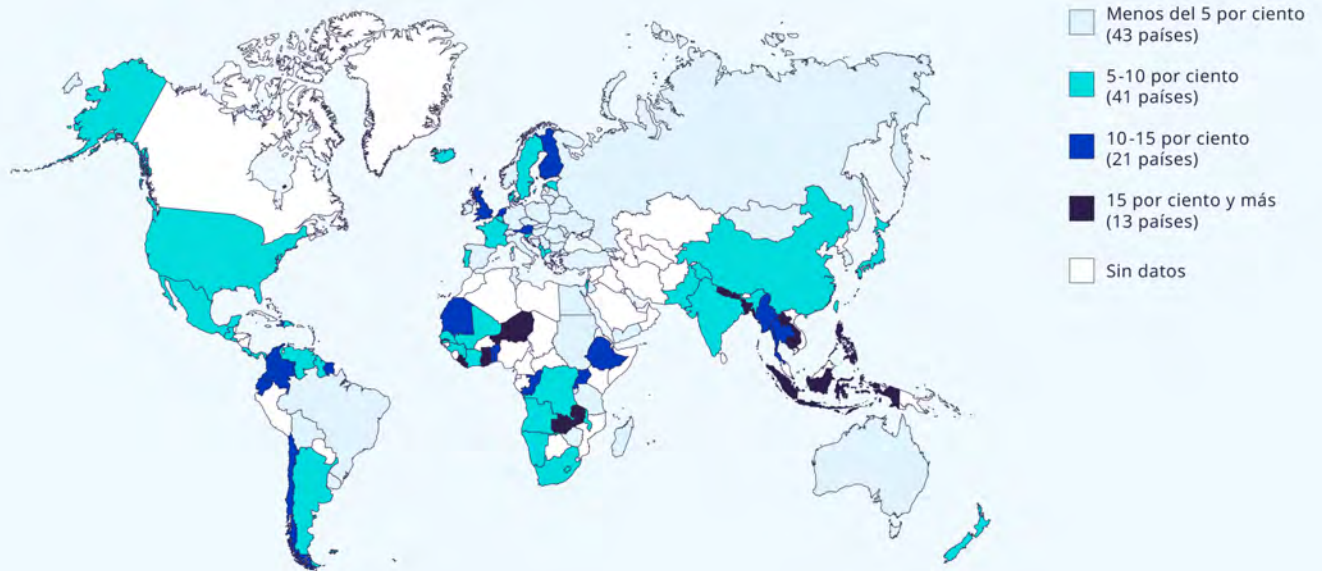 Menos del 5 por ciento
(43 países)
5-10 por ciento
(41 países)
10-15 por ciento
(21 países)
15 por ciento y más
(13 países)
Sin datos